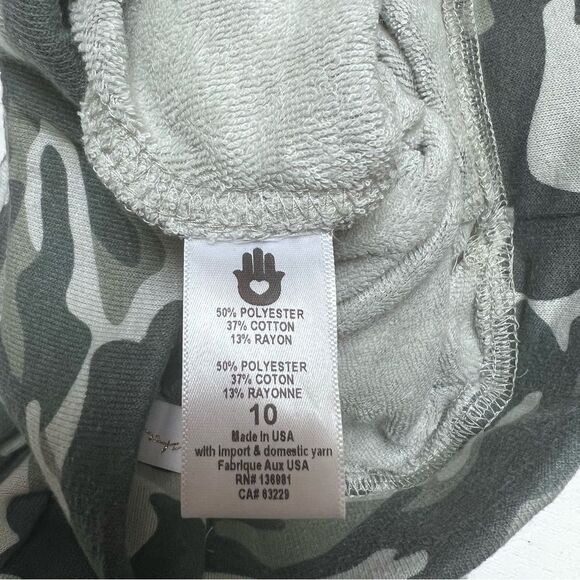 50% POLYESTER
37% COTTON
13% RAYON
50% POLYESTER
37% COTON
13% RAYONNE
10
Made In USA
with import & domestic yarn
Fabrique Aux USA
RN# 136981
CA# 63229